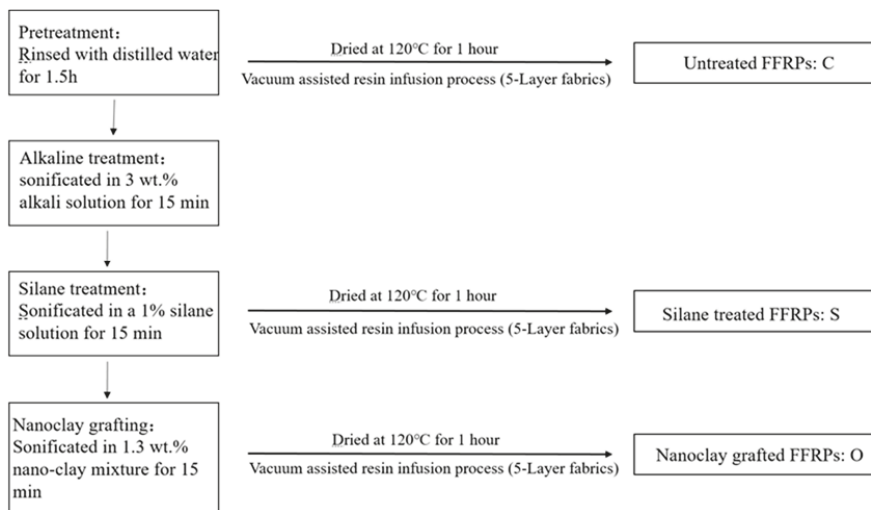 Pretreatment：
Rinsed with distilled water
for 1.5h
Dried at 120℃ for 1 hour
Vacuum assisted resin infusion process (5-Layer fabrics)
Untreated FFRPs: C
Alkaline treatment：
sonificated in 3 wt.%
alkali solution for 15 min
Silane treatment：
Sonificated in a 1% silane
solution for 15 min
Dried at 120℃ for 1 hour
Vacuum assisted resin infusion process (5-Layer fabrics)
Silane treated FFRPs: S
Nanoclay grafting：
Sonificated in 1.3 wt.%
nano-clay mixture for 15
min
Dried at 120℃ for 1 hour
Vacuum assisted resin infusion process (5-Layer fabrics)
Nanoclay grafted FFRPs: O